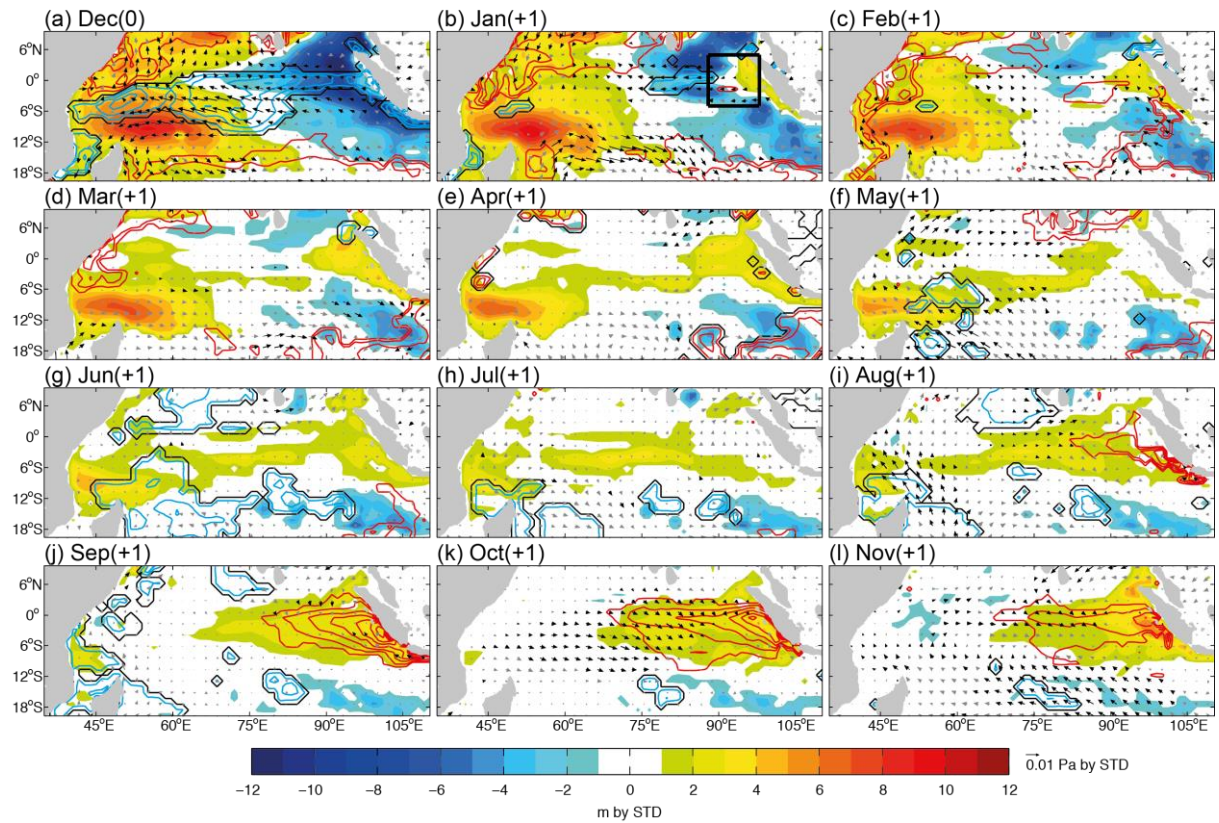 (a) Dec(0) (b) Jan(+1) (c) Feb(+1)
6°N
0°
6°S
12°S
18°S
(d) Mar(+1) (e) Apr(+1) (f) May(+1)
6°N
0°
6°S
12°S
18°S
(g) Jun(+1) (h) Jul(+1) (i) Aug(+1)
6°N
0°
6°S
12°S
18°S
(j) Sep(+1) (k) Oct(+1) (l) Nov(+1)
6°N
0°
6°S
12°S
18°S
45°E 60°E 75°E 90°E 105°E 45°E 60°E 75°E 90°E 105°E 45°E 60°E 75°E 90°E 105°E
0.01 Pa by STD
−12 −10 −8 −6 −4 −2 0 2 4 6 8 10 12
m by STD